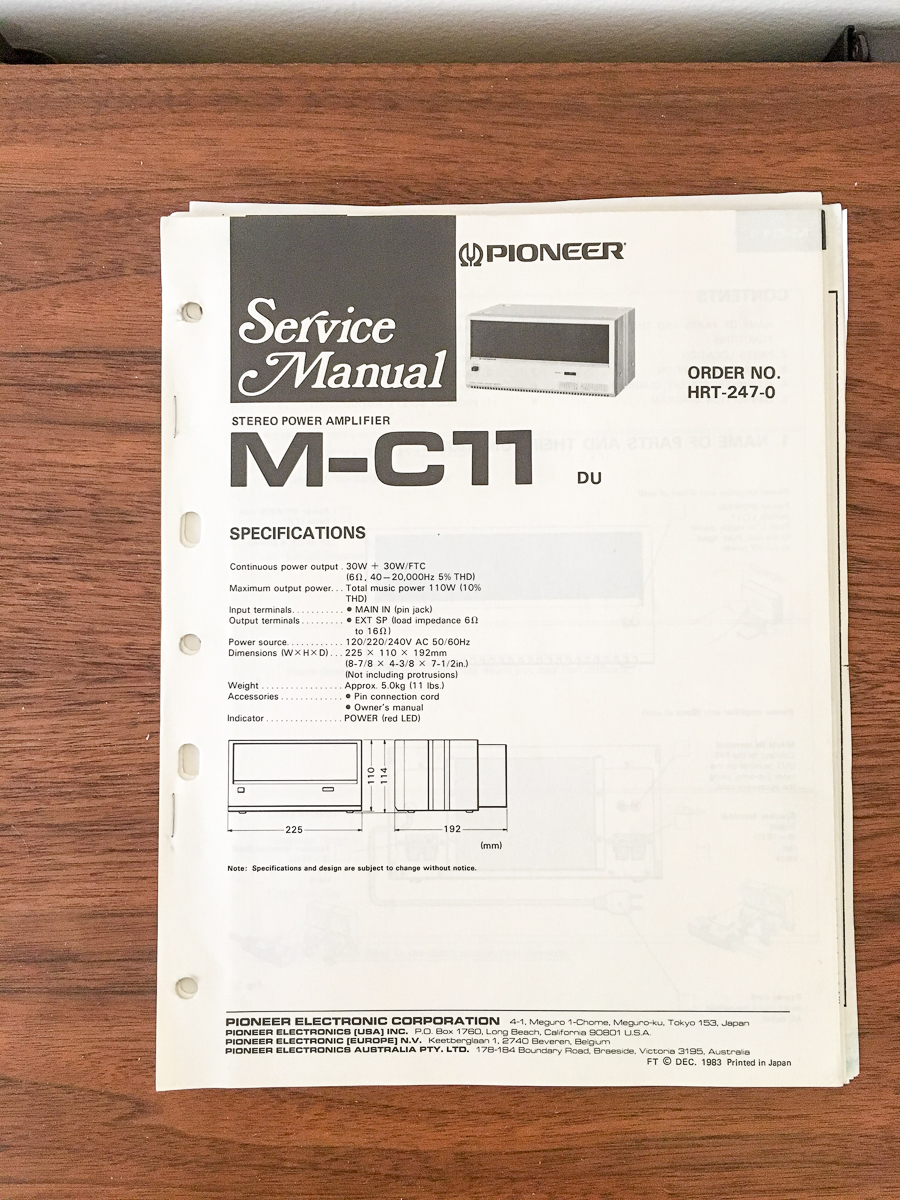 PIONEER
Service
Manual
ORDER NO.
HRT-247-0
STEREO POWER AMPLIFIER
M-C11 DU
SPECIFICATIONS
Continuous power output . 30W + 30W/FTC
(6Ω, 40−20,000Hz 5% THD)
Maximum output power... Total music power 110W (10%
THD)
Input terminals........... ● MAIN IN (pin jack)
Output terminals ......... ● EXT SP (load impedance 6Ω
to 16Ω)
Power source............ 120/220/240V AC 50/60Hz
Dimensions (W×H×D)... 225 × 110 × 192mm
(8-7/8 × 4-3/8 × 7-1/2in.)
(Not including protrusions)
Weight ................ Approx. 5.0kg (11 lbs.)
Accessories ............ ● Pin connection cord
● Owner's manual
Indicator ............... POWER (red LED)
110
114
225
192
(mm)
Note: Specifications and design are subject to change without notice.
PIONEER ELECTRONIC CORPORATION 4-1, Meguro 1-Chome, Meguro-ku, Tokyo 153, Japan
PIONEER ELECTRONICS [USA] INC. P.O. Box 1760, Long Beach, California 90801 U.S.A.
PIONEER ELECTRONIC [EUROPE] N.V. Keetberglaan 1, 2740 Beveren, Belgium
PIONEER ELECTRONICS AUSTRALIA PTY. LTD. 178-184 Boundary Road, Braeside, Victoria 3195, Australia
FT © DEC. 1983 Printed in Japan